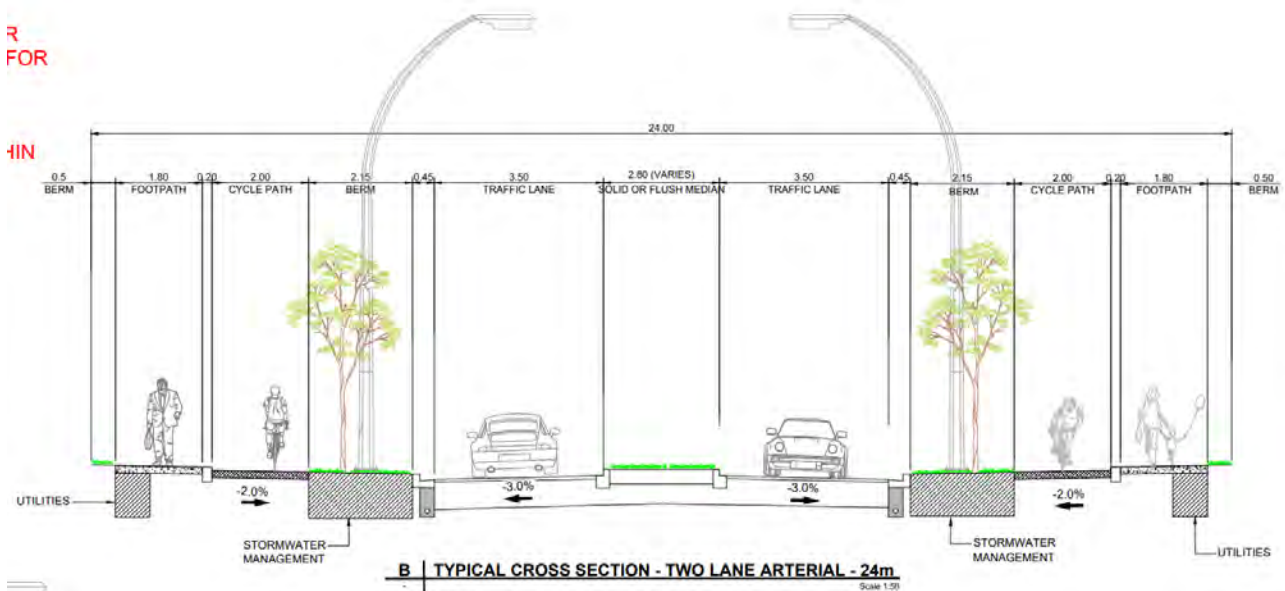 R
FOR
HIN
24.00
0.5 1.80 0.20 2.00 2.15 0.45 3.50 2.80 (VARIES) 3.50 0.45 2.15 2.00 0.20 1.80 0.50
BERM FOOTPATH CYCLE PATH BERM TRAFFIC LANE SOLID OR FLUSH MEDIAN TRAFFIC LANE BERM CYCLE PATH FOOTPATH BERM
-2.0% -3.0% -3.0% -2.0%
UTILITIES UTILITIES
STORMWATER STORMWATER
MANAGEMENT MANAGEMENT
B TYPICAL CROSS SECTION - TWO LANE ARTERIAL - 24m
Scale 1:50